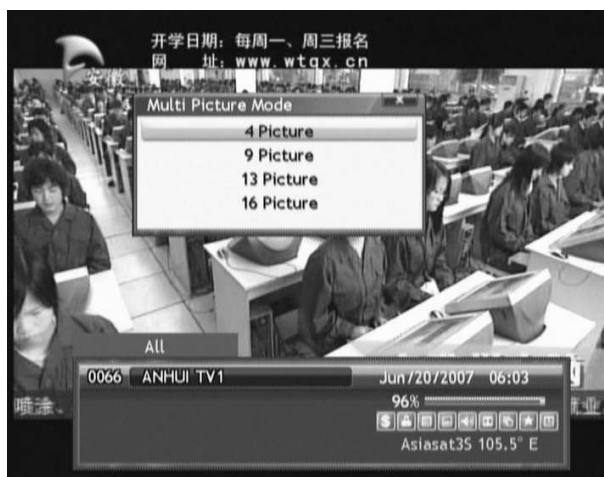 开学日期：每周一、周三报名
网 址：www.wtqx.cn
Multi Picture Mode
4 Picture
9 Picture
13 Picture
16 Picture
All
0066 ANHUI TV1 Jun/20/2007 06:03
96%
喷涂、
$
Asiasat3S 105.5° E